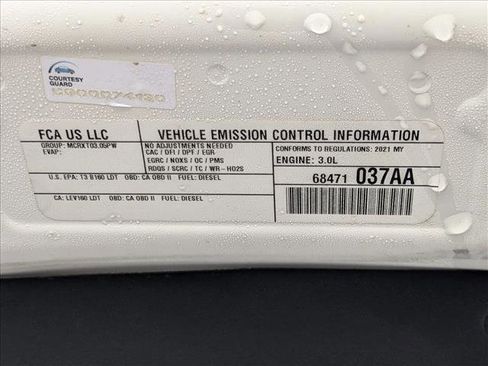 COURTESY
GUARD
FCA US LLC
VEHICLE EMISSION CONTROL INFORMATION
GROUP: MCRXT03.05PW
EVAP:
NO ADJUSTMENTS NEEDED
CAC / DFI / DPF / EGR
EGRC / NOXS / OC / PMS
RDQS / SCRC / TC / WR-HO2S
CONFORMS TO REGULATIONS: 2021 MY
ENGINE: 3.0L
U.S. EPA: T3 B160 LDT OBD: CA OBD II FUEL: DIESEL
68471 037AA
CA: LEV160 LDT OBD: CA OBD II FUEL: DIESEL